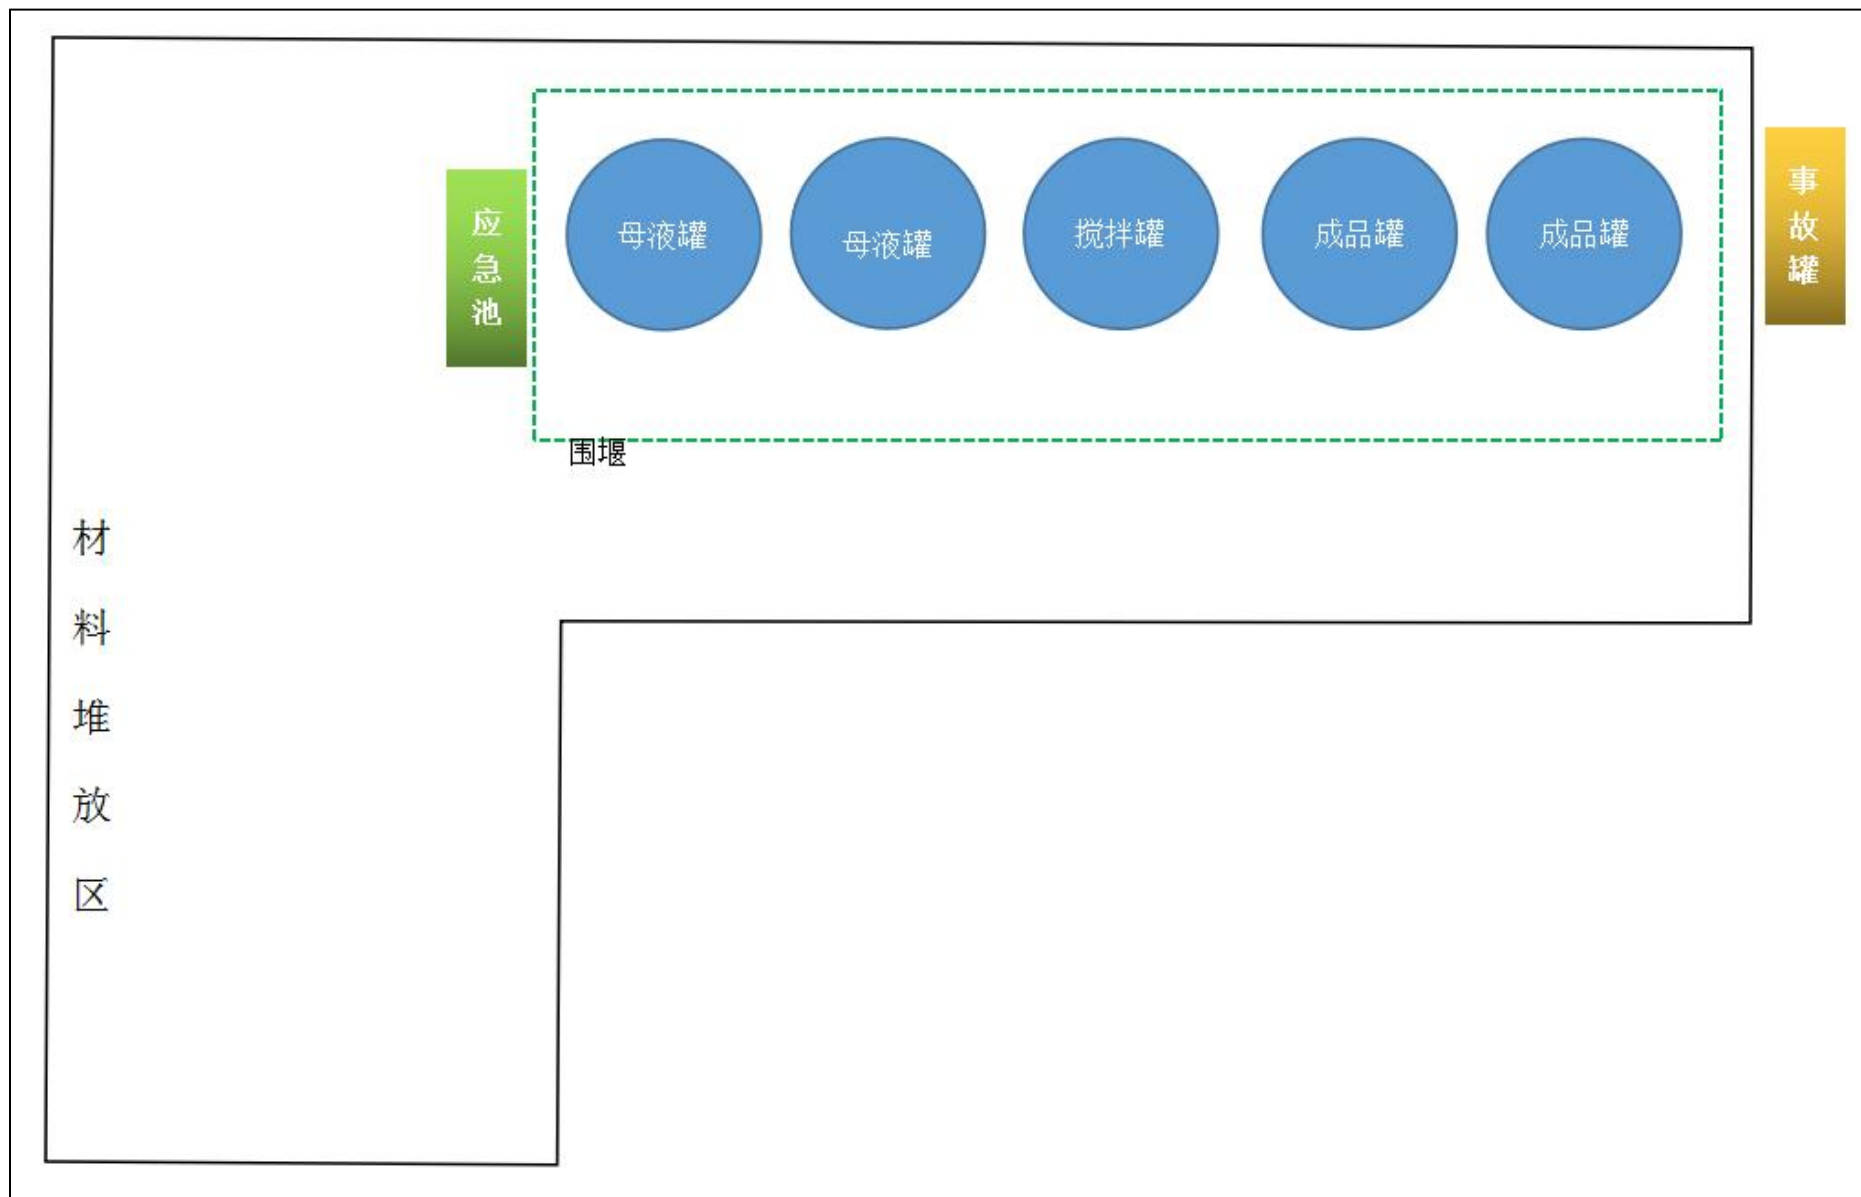 应急池
母液罐
母液罐
搅拌罐
成品罐
成品罐
事故罐
围堰
材料堆放区